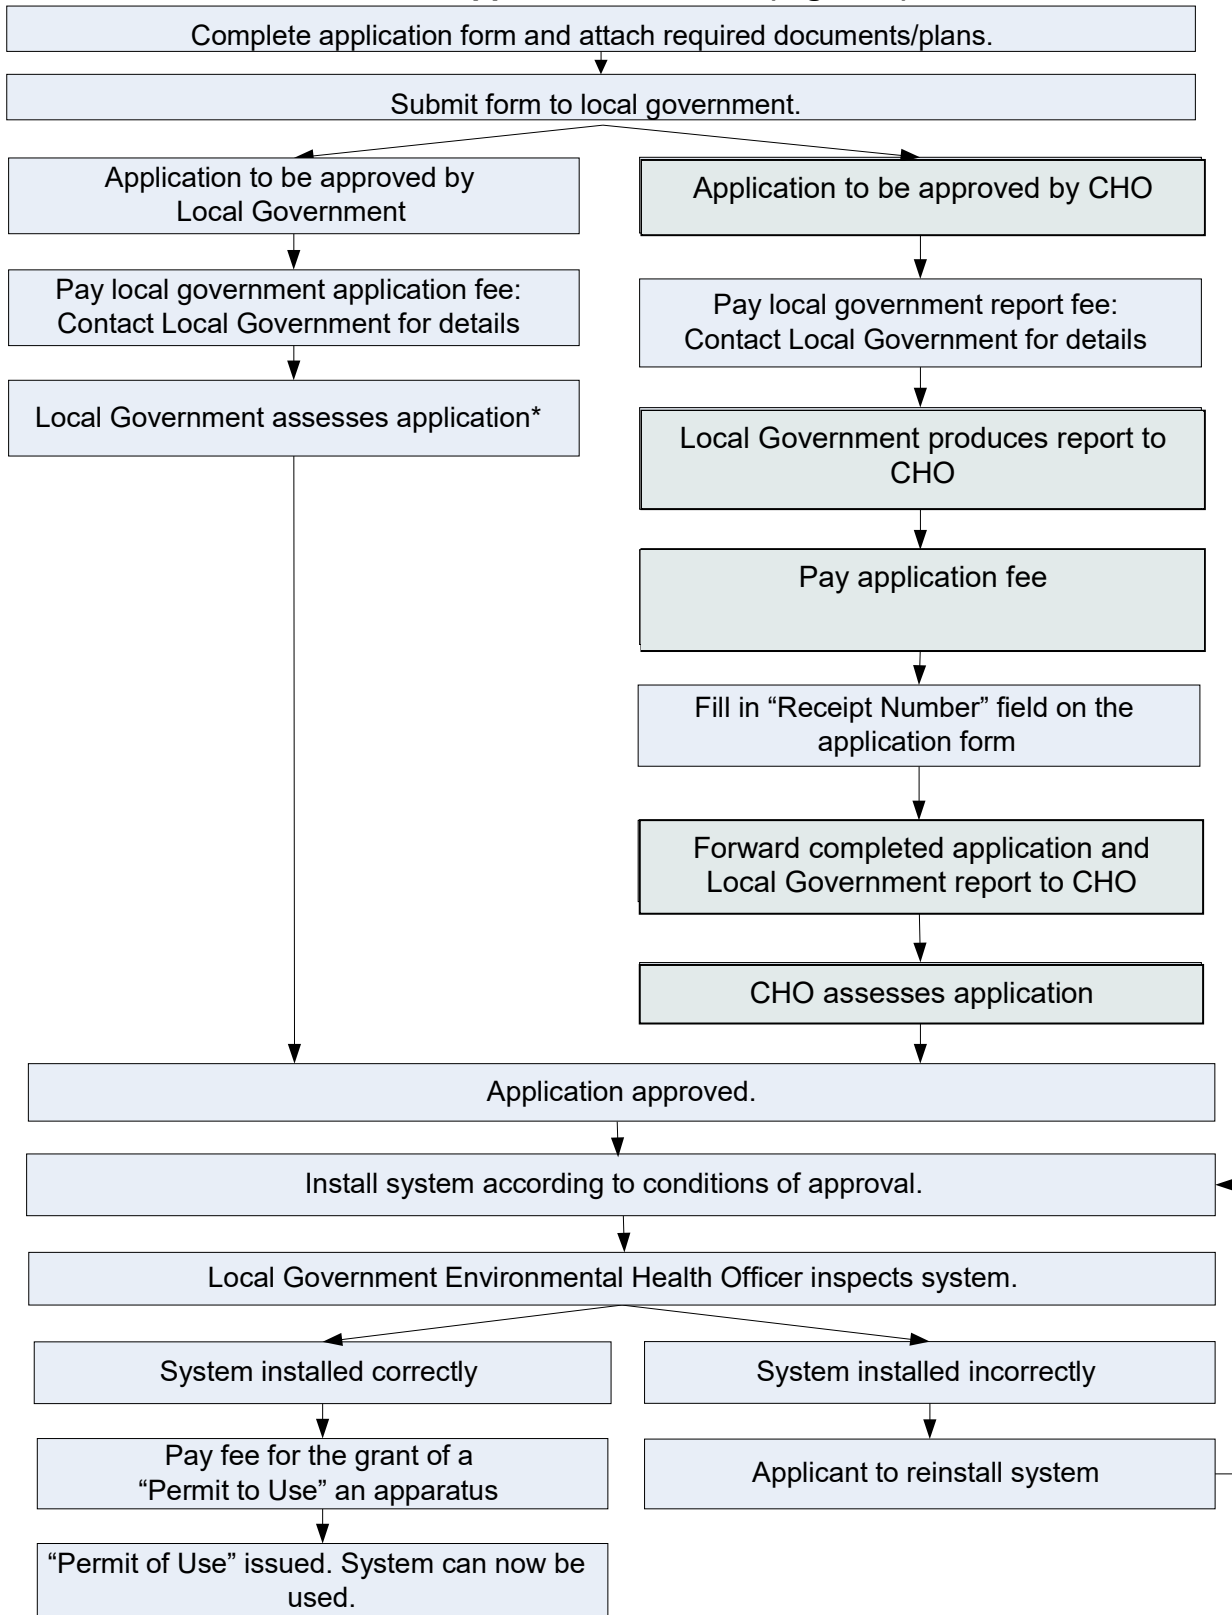 Complete application form and attach required documents/plans.
Submit form to local government.
Application to be approved by
Local Government
Pay local government application fee:
Contact Local Government for details
Local Government assesses application*
Application to be approved by CHO
Pay local government report fee:
Contact Local Government for details
Local Government produces report to
CHO
Pay application fee
Fill in “Receipt Number” field on the
application form
Forward completed application and
Local Government report to CHO
CHO assesses application
Application approved.
Install system according to conditions of approval.
Local Government Environmental Health Officer inspects system.
System installed correctly
Pay fee for the grant of a
“Permit to Use” an apparatus
“Permit of Use” issued. System can now be
used.
System installed incorrectly
Applicant to reinstall system